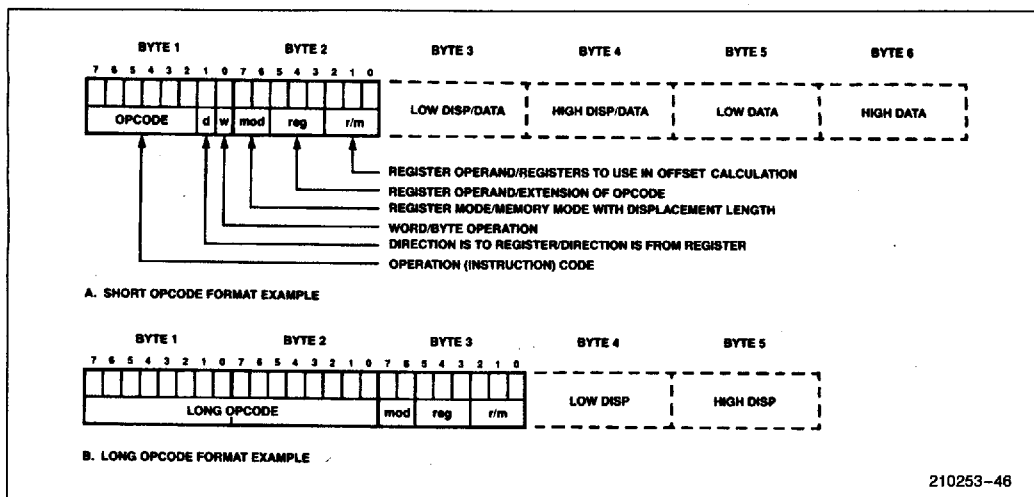 BYTE 1 BYTE 2 BYTE 3 BYTE 4 BYTE 5 BYTE 6
7 6 5 4 3 2 1 0 7 6 5 4 3 2 1 0
LOW DISP/DATA HIGH DISP/DATA LOW DATA HIGH DATA
OPCODE d w mod reg r/m
REGISTER OPERAND/REGISTERS TO USE IN OFFSET CALCULATION
REGISTER OPERAND/EXTENSION OF OPCODE
REGISTER MODE/MEMORY MODE WITH DISPLACEMENT LENGTH
WORD/BYTE OPERATION
DIRECTION IS TO REGISTER/DIRECTION IS FROM REGISTER
OPERATION (INSTRUCTION) CODE
A. SHORT OPCODE FORMAT EXAMPLE
BYTE 1 BYTE 2 BYTE 3 BYTE 4 BYTE 5
7 6 5 4 3 2 1 0 7 6 5 4 3 2 1 0 7 6 5 4 3 2 1 0
LOW DISP HIGH DISP
LONG OPCODE mod reg r/m
B. LONG OPCODE FORMAT EXAMPLE
210253–46